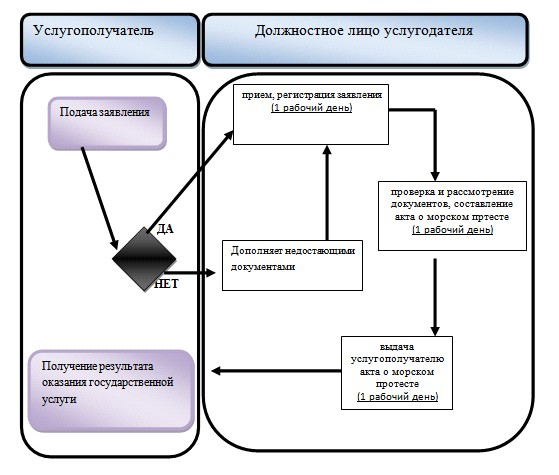 Услугополучатель
Должностное лицо услугодателя
Подача заявления
прием, регистрация заявления
(1 рабочий день)
проверка и рассмотрение
документов, составление
акта о морском пртесте
(1 рабочий день)
ДА
Дополняет недостающими
документами
НЕТ
выдача
услугополучателю
акта о морском
протесте
(1 рабочий день)
Получение результата
оказания государственной
услуги